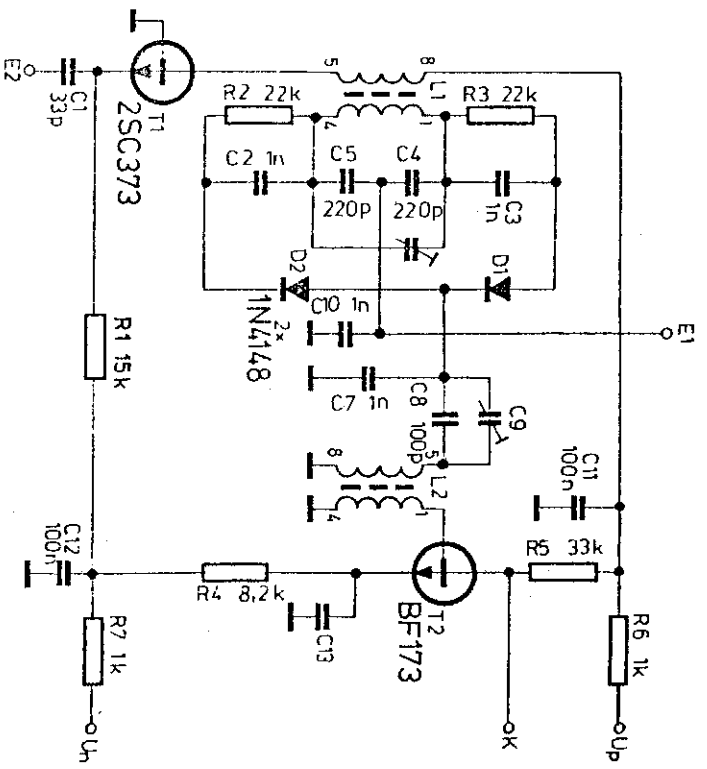 E2
C1
33p
T1
2SC373
5
8
L1
4
1
R2 22k
R3 22k
C2 1n
C5
220p
C4
220p
C3
1n
D2
D1
2x
1N4148
C10 1n
E1
R1 15k
C7 1n
C8
100p
C9
8
5
L2
4
1
C11
100n
C12
100n
R4 8,2k
C13
T2
BF173
R5 33k
R7 1k
R6 1k
Un
K
Up